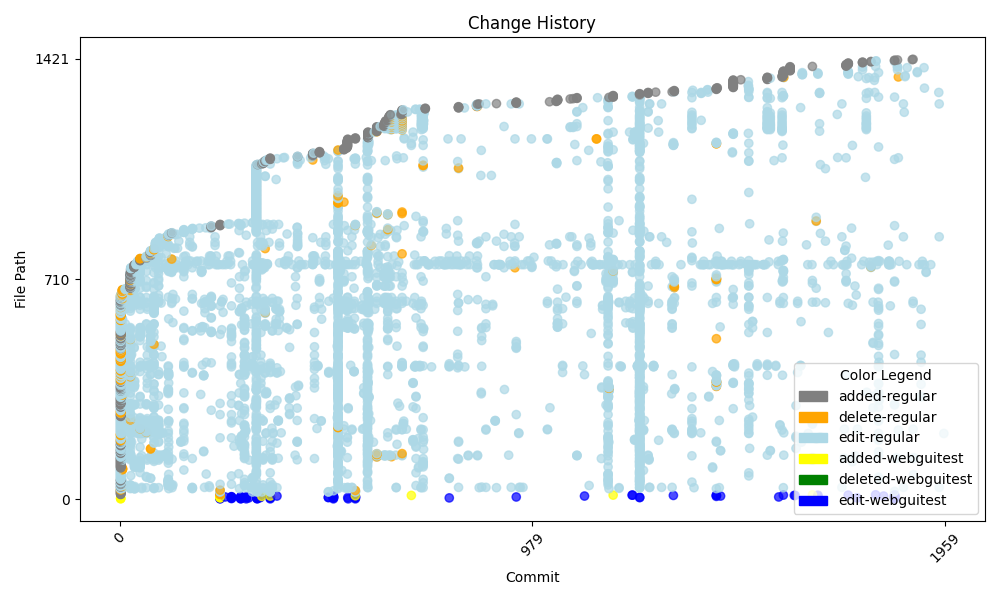 Change History
File Path
1421
710
0
0
979
1959
Commit
Color Legend
added-regular
delete-regular
edit-regular
added-webguitest
deleted-webguitest
edit-webguitest